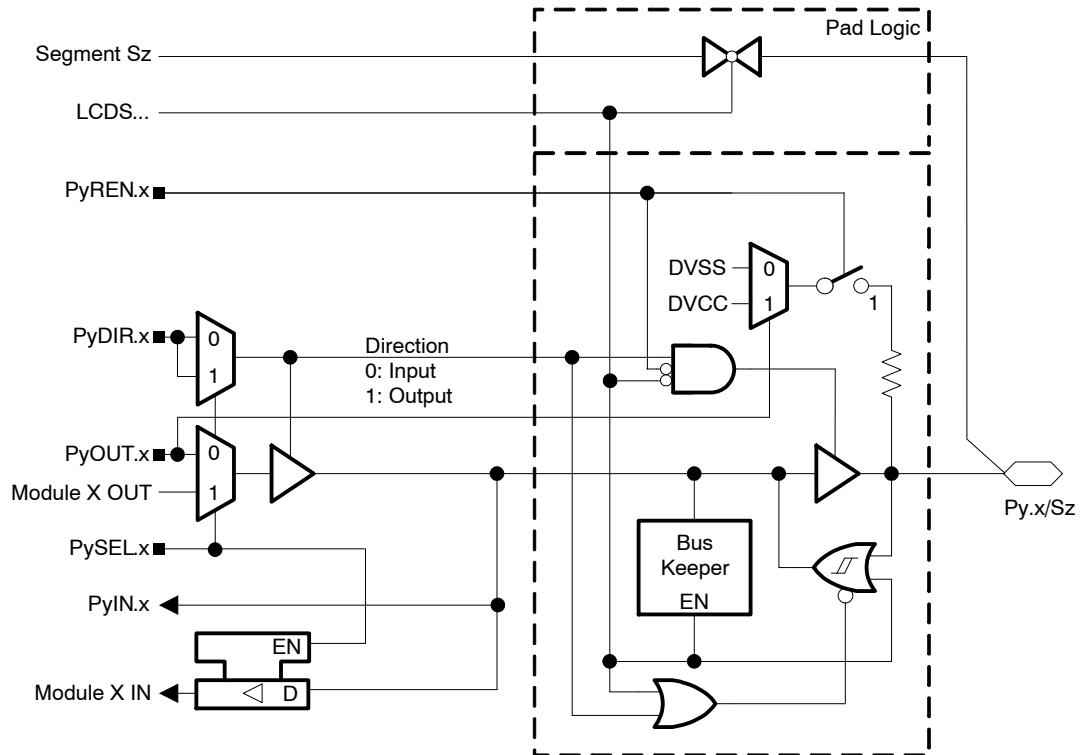 Pad Logic
Segment Sz
LCDS...
PyREN.x
DVSS
0
DVCC
1
1
PyDIR.x
0
1
Direction
0: Input
1: Output
PyOUT.x
0
Module X OUT
1
Py.x/Sz
PySEL.x
Bus
Keeper
EN
PyIN.x
EN
Module X IN
D